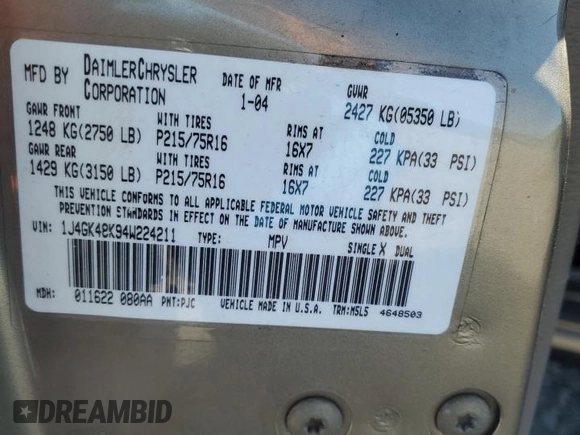 MFD BY DAIMLERCHRYSLER CORPORATION
DATE OF MFR 1-04
GVWR 2427 KG(05350 LB)
GAWR FRONT WITH TIRES RIMS AT COLD
1248 KG(2750 LB) P215/75R16 16X7 227 KPA(33 PSI)
GAWR REAR WITH TIRES RIMS AT COLD
1429 KG(3150 LB) P215/75R16 16X7 227 KPA(33 PSI)
THIS VEHICLE CONFORMS TO ALL APPLICABLE FEDERAL MOTOR VEHICLE SAFETY AND THEFT
PREVENTION STANDARDS IN EFFECT ON THE DATE OF MANUFACTURE SHOWN ABOVE.
VIN: 1J4GK48K94W224211 TYPE: MPV SINGLE X DUAL
MDH: 011622 080AA PNT:PJC VEHICLE MADE IN U.S.A. TRM:M5L5 4648503
DREAMBID